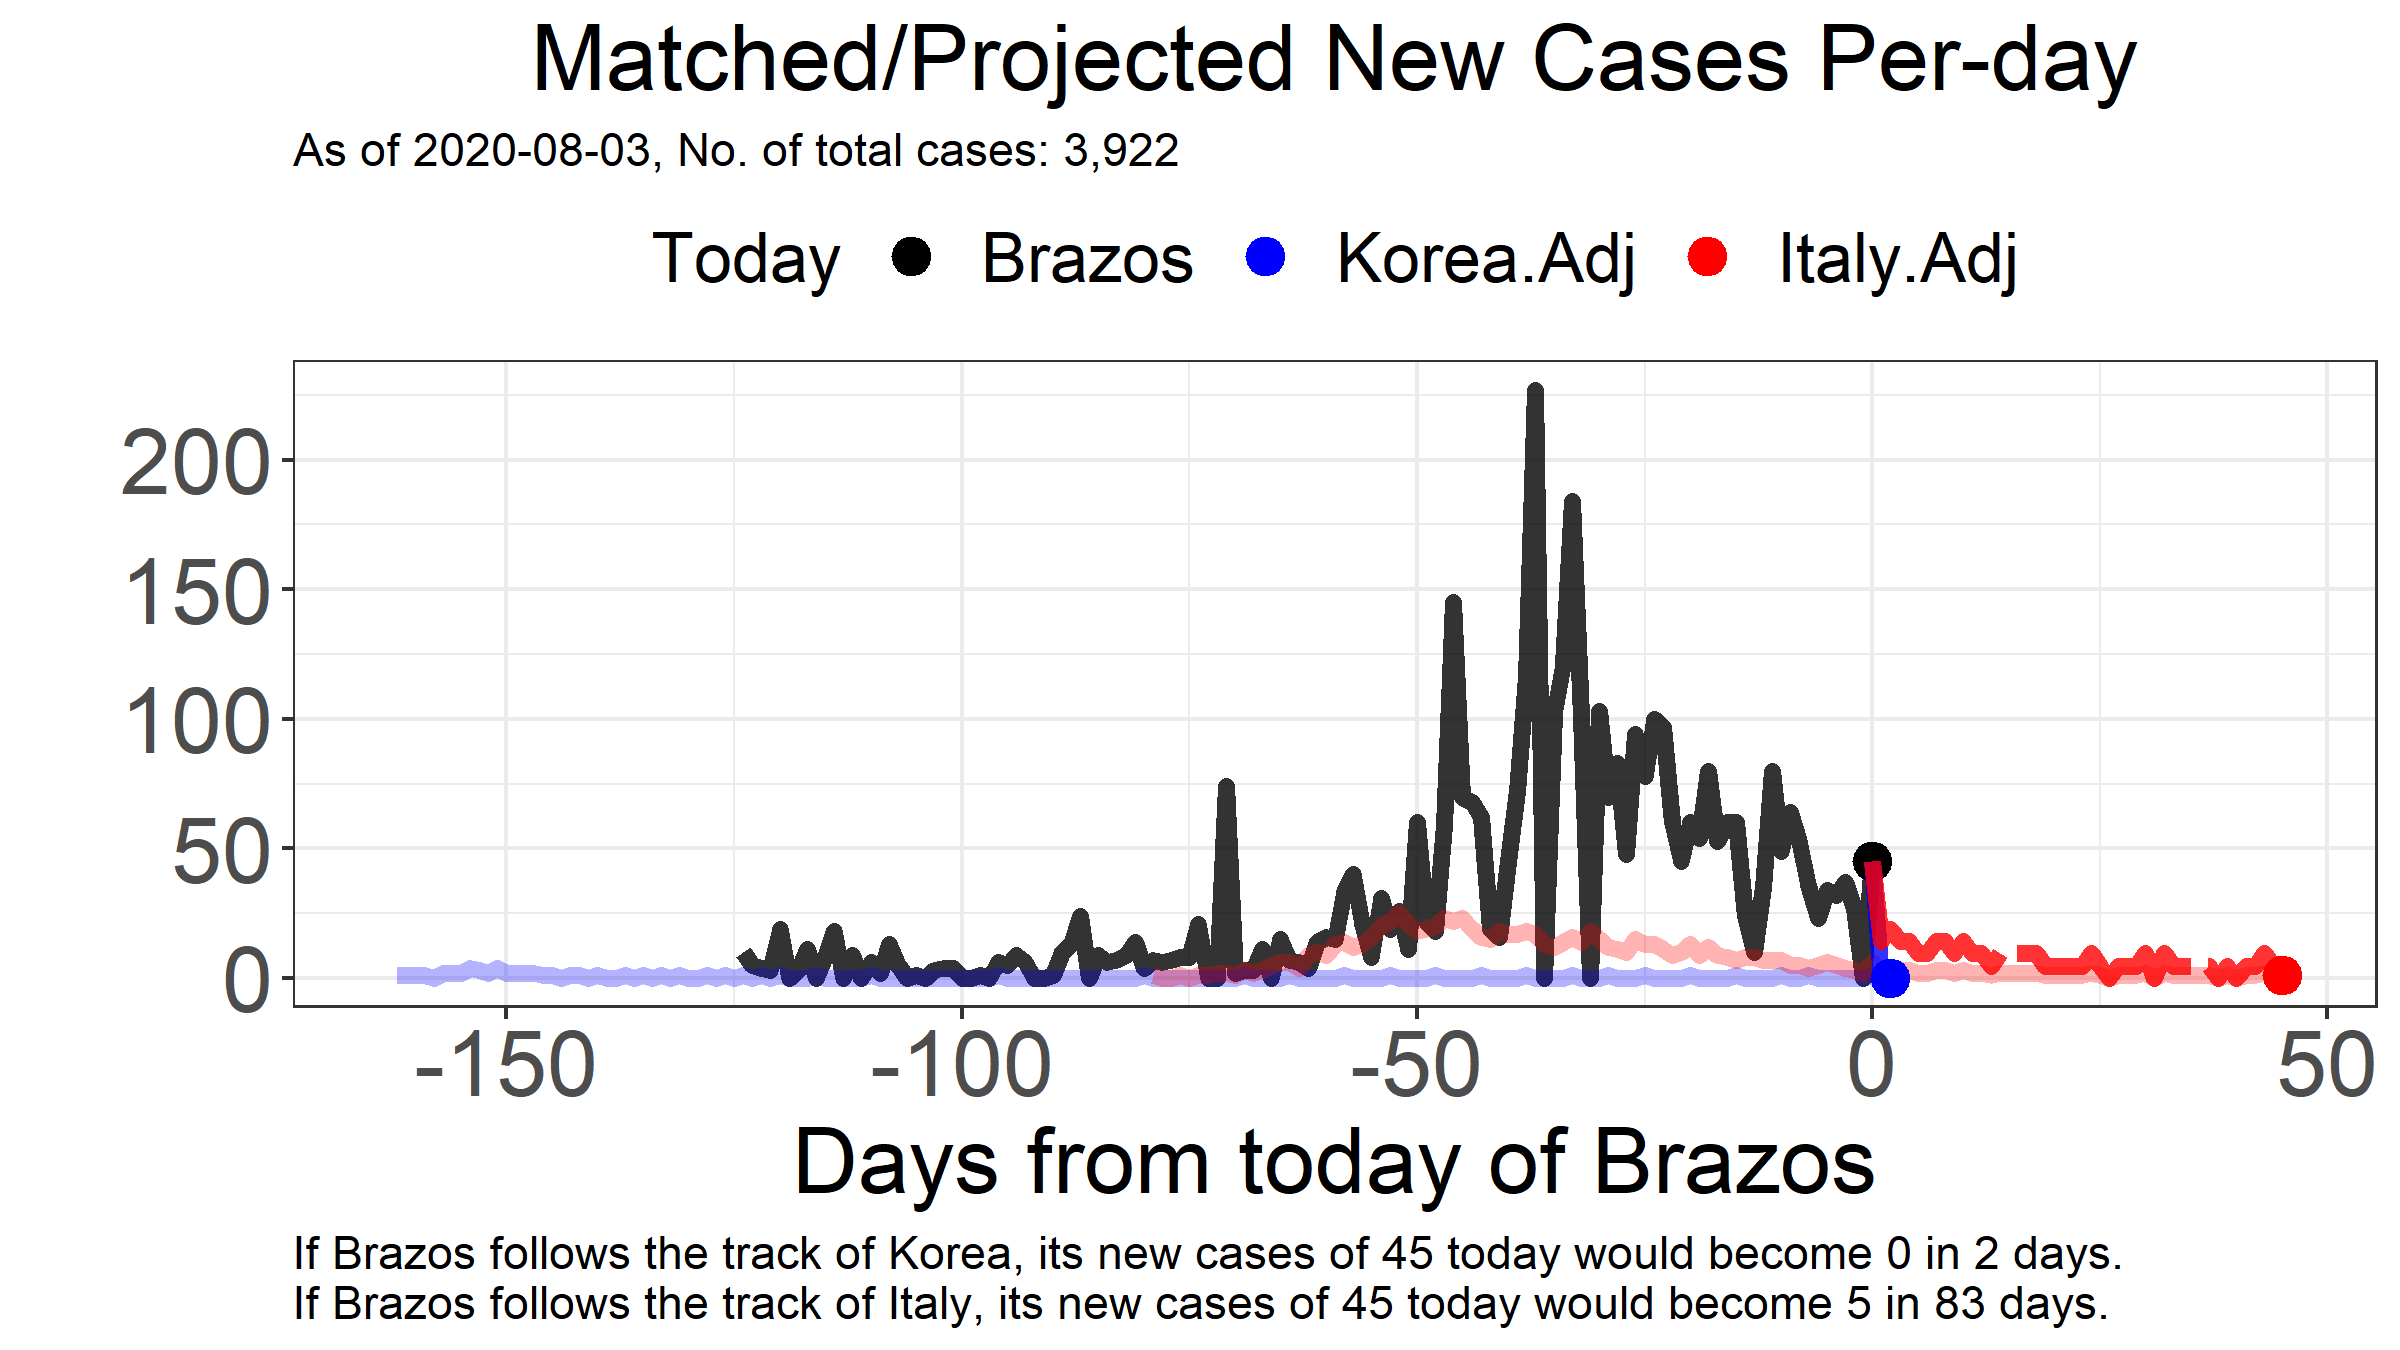 Matched/Projected New Cases Per-day
As of 2020-08-03, No. of total cases: 3,922
Today Brazos Korea.Adj Italy.Adj
200
150
100
50
0
-150 -100 -50 0 50
Days from today of Brazos
If Brazos follows the track of Korea, its new cases of 45 today would become 0 in 2 days.
If Brazos follows the track of Italy, its new cases of 45 today would become 5 in 83 days.